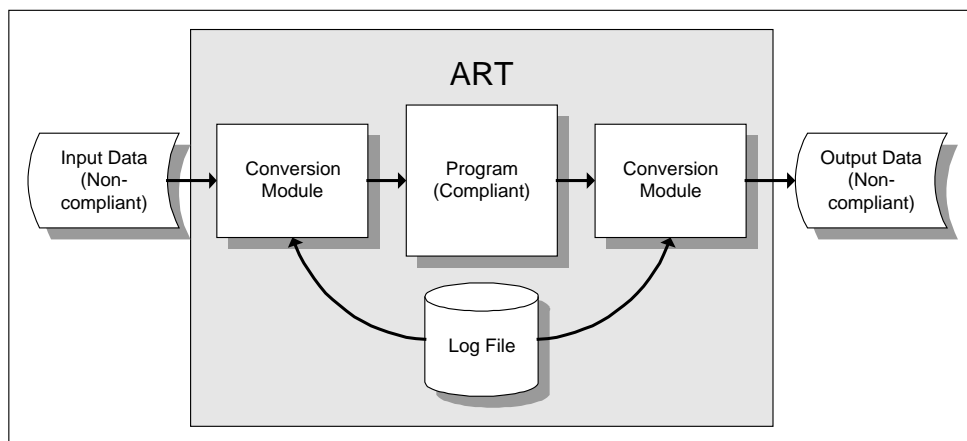 ART
Input Data
(Non-
compliant)
Conversion
Module
Program
(Compliant)
Conversion
Module
Output Data
(Non-
compliant)
Log File